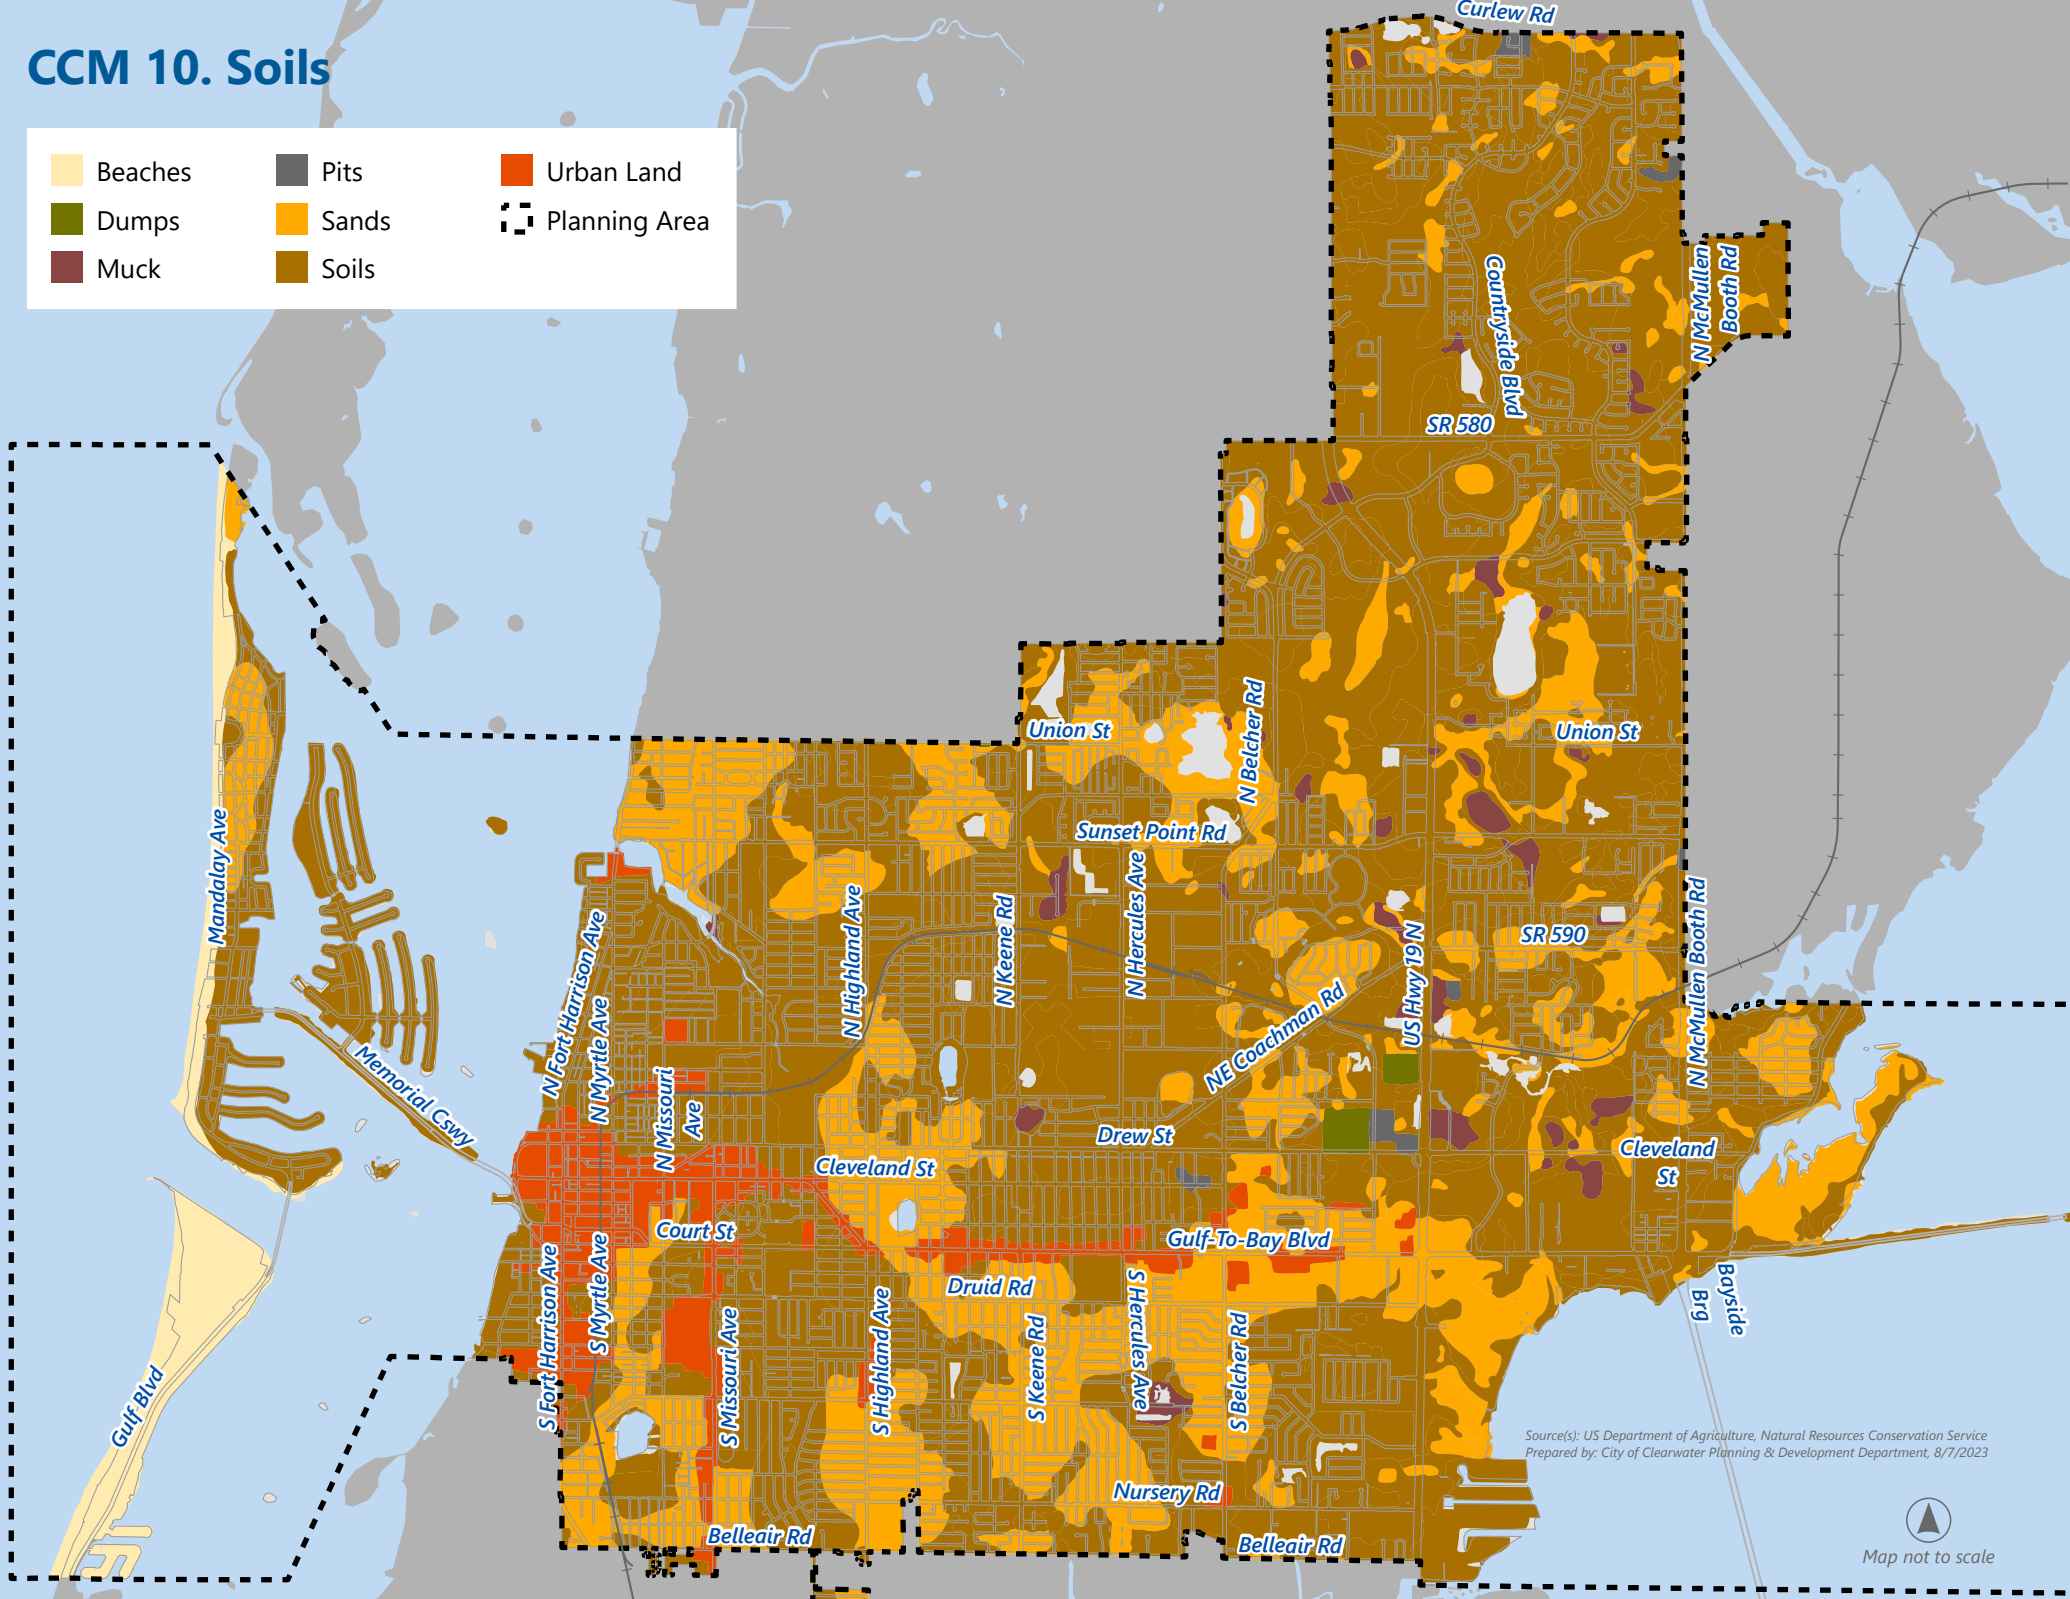 CCM 10. Soils
Beaches
Dumps
Muck
Pits
Sands
Soils
Urban Land
Planning Area
Curlew Rd
N McMullen
Booth Rd
Countryside Blvd
SR 580
Union St
N Belcher Rd
Union St
Mandalay Ave
Sunset Point Rd
N Hercules Ave
N Highland Ave
N Keene Rd
SR 590
N McMullen Booth Rd
US Hwy 19 N
N Fort Harrison Ave
N Myrtle Ave
NE Coachman Rd
Memorial Cswy
N Missouri
Ave
Drew St
Cleveland St
Cleveland
St
Court St
Gulf-To-Bay Blvd
Druid Rd
Bayside
Brg
S Fort Harrison Ave
S Myrtle Ave
S Missouri Ave
S Highland Ave
S Keene Rd
S Hercules Ave
S Belcher Rd
Gulf Blvd
Nursery Rd
Belleair Rd
Belleair Rd
Source(s): US Department of Agriculture, Natural Resources Conservation Service
Prepared by: City of Clearwater Planning & Development Department, 8/7/2023
Map not to scale